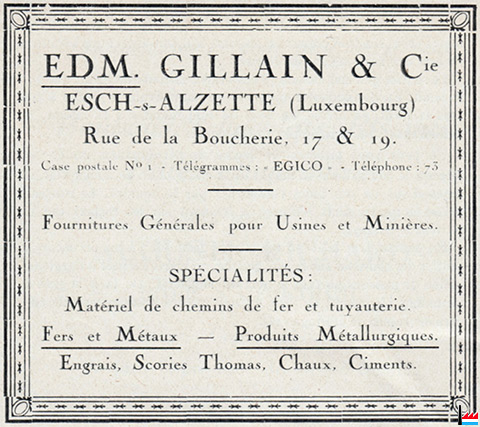 EDM. GILLAIN & Cie
ESCH-s-ALZETTE (Luxembourg)
Rue de la Boucherie, 17 & 19.
Case postale No 1 - Télégrammes : « EGICO » - Téléphone : 73
Fournitures Générales pour Usines et Minières.
SPÉCIALITÉS :
Matériel de chemins de fer et tuyauterie.
Fers et Métaux — Produits Métallurgiques.
Engrais, Scories Thomas, Chaux, Ciments.